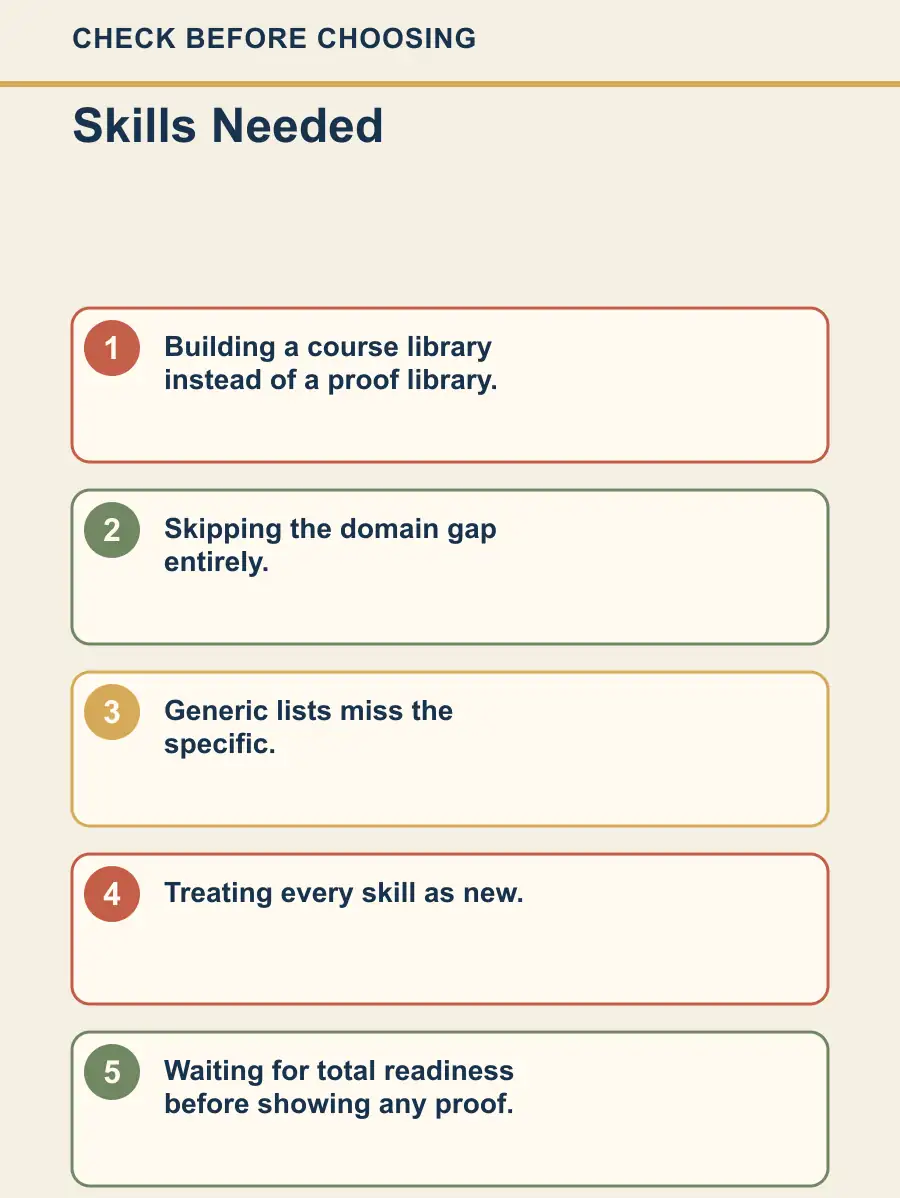 CHECK BEFORE CHOOSING
Skills Needed
1
Building a course library
instead of a proof library.
2
Skipping the domain gap
entirely.
3
Generic lists miss the
specific.
4
Treating every skill as new.
5
Waiting for total readiness
before showing any proof.